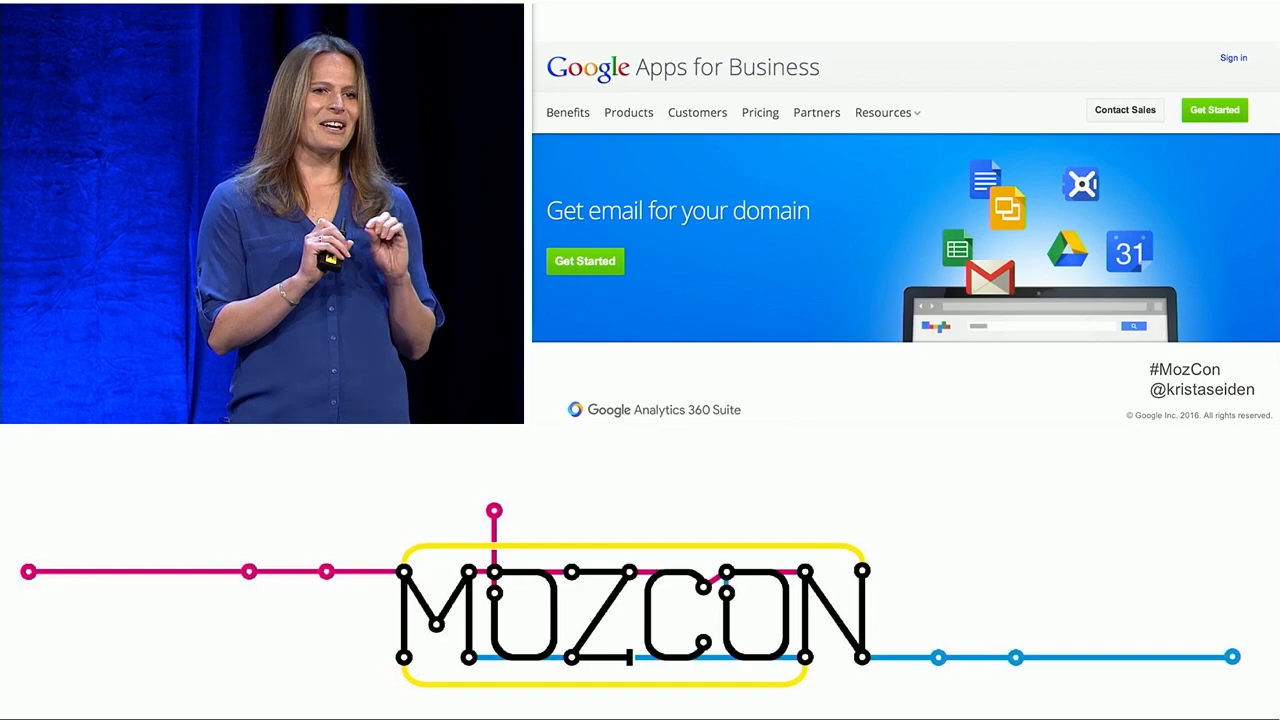 Google Apps for Business
Sign in
Benefits Products Customers Pricing Partners Resources
Contact Sales
Get Started
Get email for your domain
Get Started
31
#MozCon
@kristaseiden
Google Analytics 360 Suite
© Google Inc. 2016. All rights reserved.
MOZCON